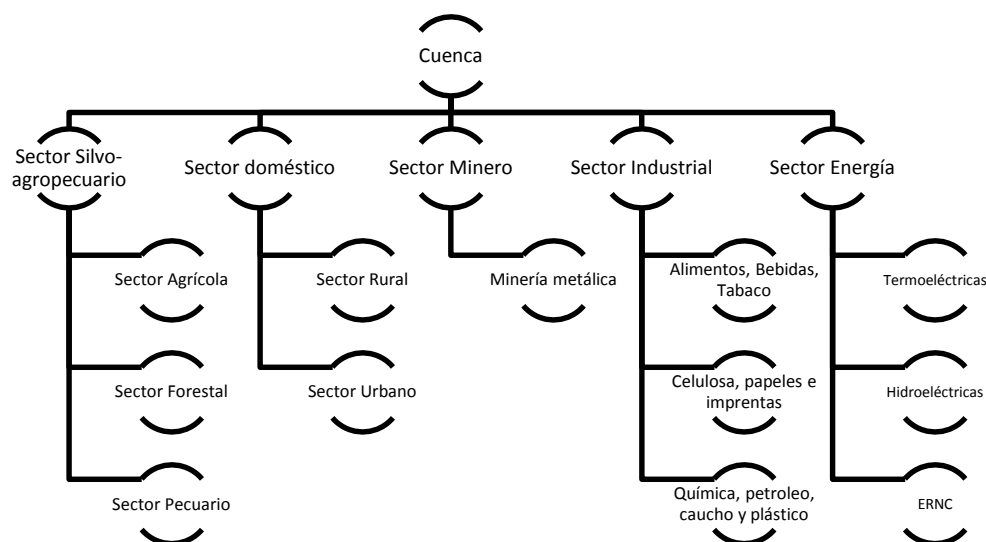 Cuenca
Sector Silvo-
agropecuario
Sector doméstico
Sector Minero
Sector Industrial
Sector Energía
Sector Agrícola
Sector Rural
Minería metálica
Alimentos, Bebidas,
Tabaco
Termoeléctricas
Sector Forestal
Sector Urbano
Celulosa, papeles e
imprentas
Hidroeléctricas
Sector Pecuario
Química, petroleo,
caucho y plástico
ERNC